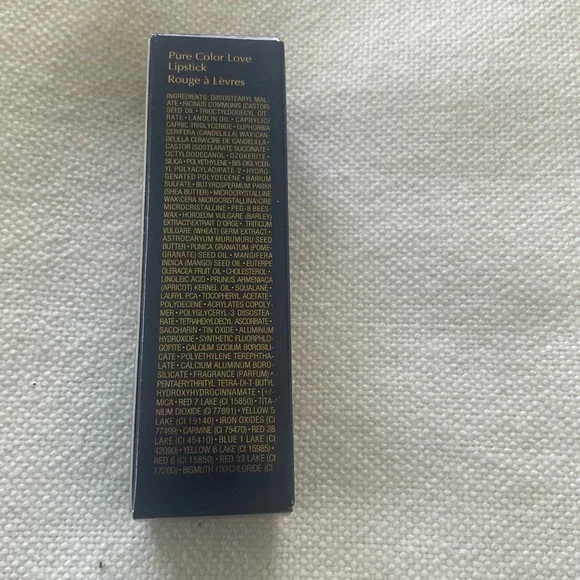 Pure Color Love
Lipstick
Rouge à Lèvres
INGREDIENTS: DIISOSTEARYL MAL-
ATE • RICINUS COMMUNIS (CASTOR)
SEED OIL • TRIOCTYLDODECYL CIT-
RATE • LANOLIN OIL • CAPRYLIC/
CAPRIC TRIGLYCERIDE • EUPHORBIA
CERIFERA (CANDELILLA) WAX\CAN-
DELILLA CERA\CIRE DE CANDELILLA •
CASTOR ISOSTEARATE SUCCINATE •
OCTYLDODECANOL • OZOKERITE •
SILICA • POLYETHYLENE • BIS-DIGLYCER-
YL POLYACYLADIPATE-2 • HYDRO-
GENATED POLYDECENE • BARIUM
SULFATE • BUTYROSPERMUM PARKII
(SHEA BUTTER) • MICROCRYSTALLINE
WAX\CERA MICROCRISTALLINA\CIRE
MICROCRISTALLINE • PEG-8 BEES-
WAX • HORDEUM VULGARE (BARLEY)
EXTRACT\EXTRAIT D'ORGE • TRITICUM
VULGARE (WHEAT) GERM EXTRACT •
ASTROCARYUM MURUMURU SEED
BUTTER • PUNICA GRANATUM (POME-
GRANATE) SEED OIL • MANGIFERA
INDICA (MANGO) SEED OIL • EUTERPE
OLERACEA FRUIT OIL • CHOLESTEROL •
LINOLEIC ACID • PRUNUS ARMENIACA
(APRICOT) KERNEL OIL • SQUALANE •
LAURYL PCA • TOCOPHERYL ACETATE •
POLYDECENE • ACRYLATES COPOLY-
MER • POLYGLYCERYL-3 DIISOSTEA-
RATE • TETRAHEXYLDECYL ASCORBATE •
SACCHARIN • TIN OXIDE • ALUMINUM
HYDROXIDE • SYNTHETIC FLUORPHLO-
GOPITE • CALCIUM SODIUM BOROSILI-
CATE • POLYETHYLENE TEREPHTHA-
LATE • CALCIUM ALUMINUM BORO-
SILICATE • FRAGRANCE (PARFUM) •
PENTAERYTHRITYL TETRA-DI-T-BUTYL
HYDROXYHYDROCINNAMATE • [+/-
MICA • RED 7 LAKE (CI 15850) • TITA-
NIUM DIOXIDE (CI 77891) • YELLOW 5
LAKE (CI 19140) • IRON OXIDES (CI
77499) • CARMINE (CI 75470) • RED 28
LAKE (CI 45410) • BLUE 1 LAKE (CI
42090) • YELLOW 6 LAKE (CI 15985) •
RED 6 (CI 15850) • RED 33 LAKE (CI
17200) • BISMUTH OXYCHLORIDE (CI